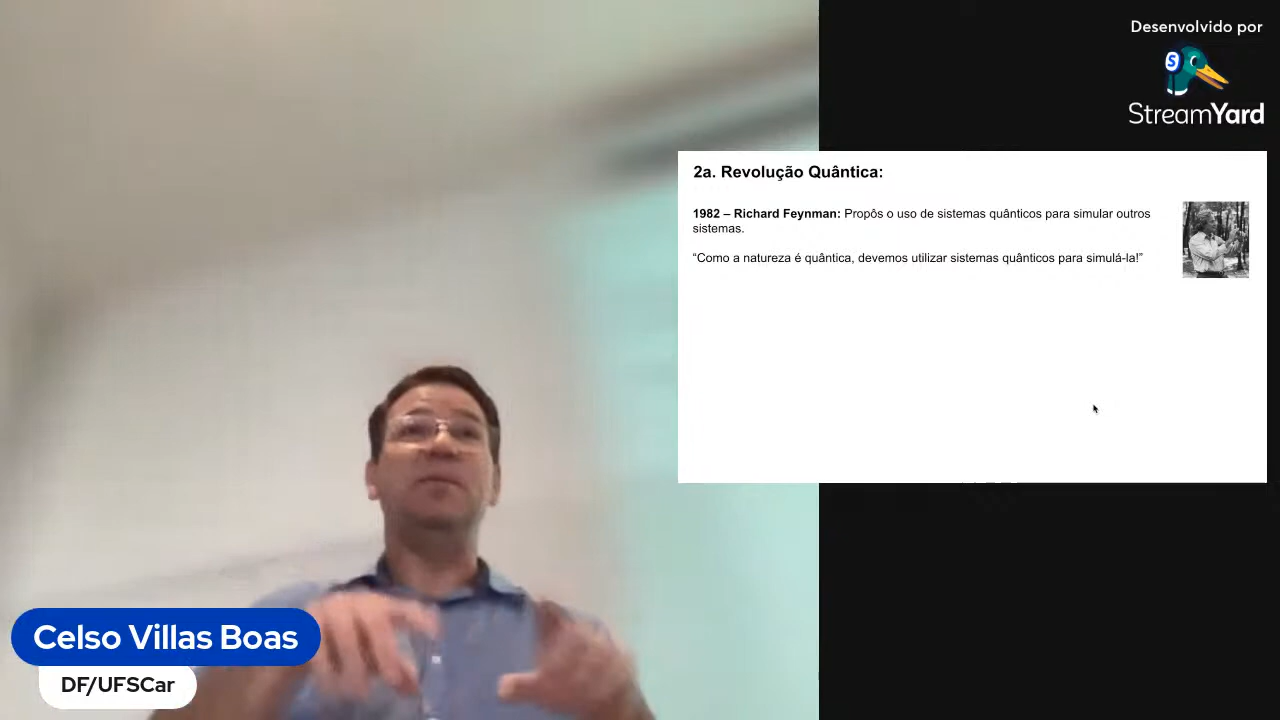 Desenvolvido por
StreamYard
2a. Revolução Quântica:
1982 – Richard Feynman: Propôs o uso de sistemas quânticos para simular outros
sistemas.
“Como a natureza é quântica, devemos utilizar sistemas quânticos para simulá-la!”
Celso Villas Boas
DF/UFSCar